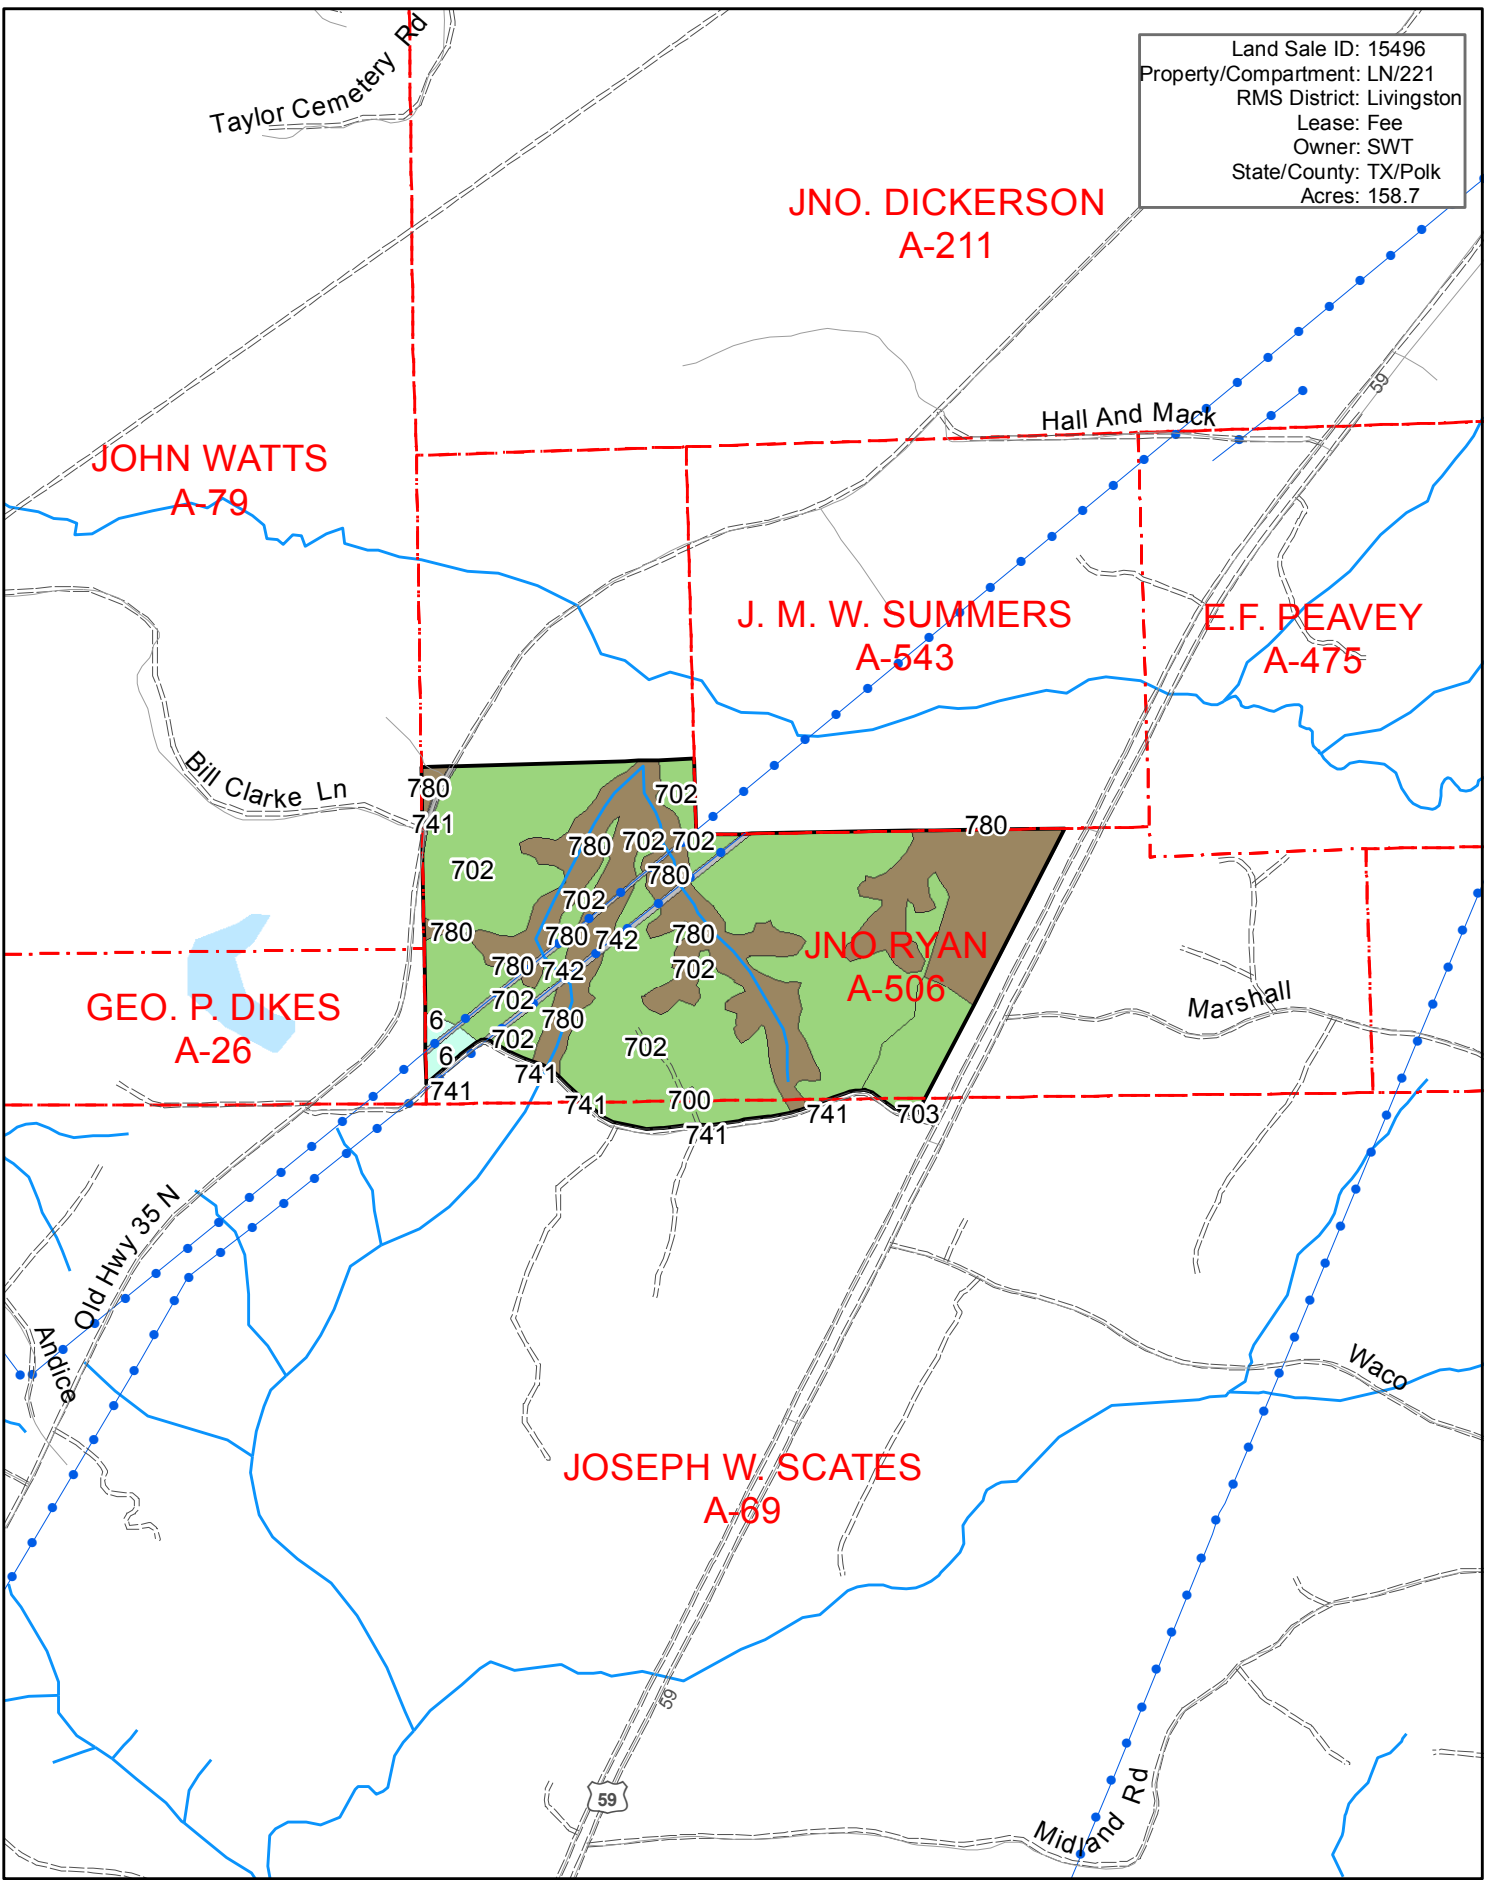 Taylor Cemetery Rd
Land Sale ID: 15496
Property/Compartment: LN/221
RMS District: Livingston
Lease: Fee
Owner: SWT
State/County: TX/Polk
Acres: 158.7
JNO. DICKERSON
A-211
59
Hall And Mack
JOHN WATTS
A-79
J. M. W. SUMMERS
A-543
E.F. PEAVEY
A-475
Bill Clarke Ln
780
702
741
780
780
702
702
702
780
702
780
780
742
780
JNO RYAN
A-506
780
742
702
702
GEO. P. DIKES
A-26
Marshall
6
780
702
702
6
741
741
741
700
741
703
741
Old Hwy 35 N
Andice
Waco
JOSEPH W. SCATES
A-69
59
59
Midland Rd